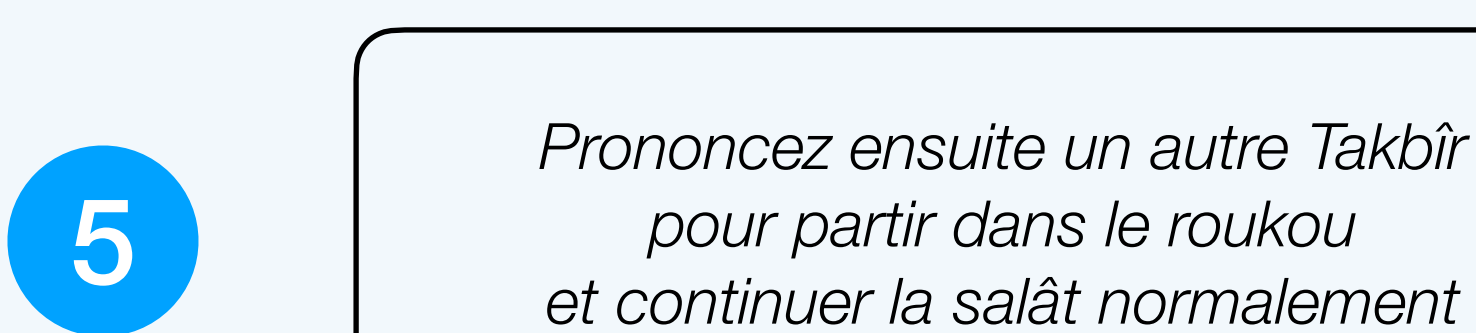 5
Prononcez ensuite un autre Takbîr
pour partir dans le roukou
et continuer la salât normalement